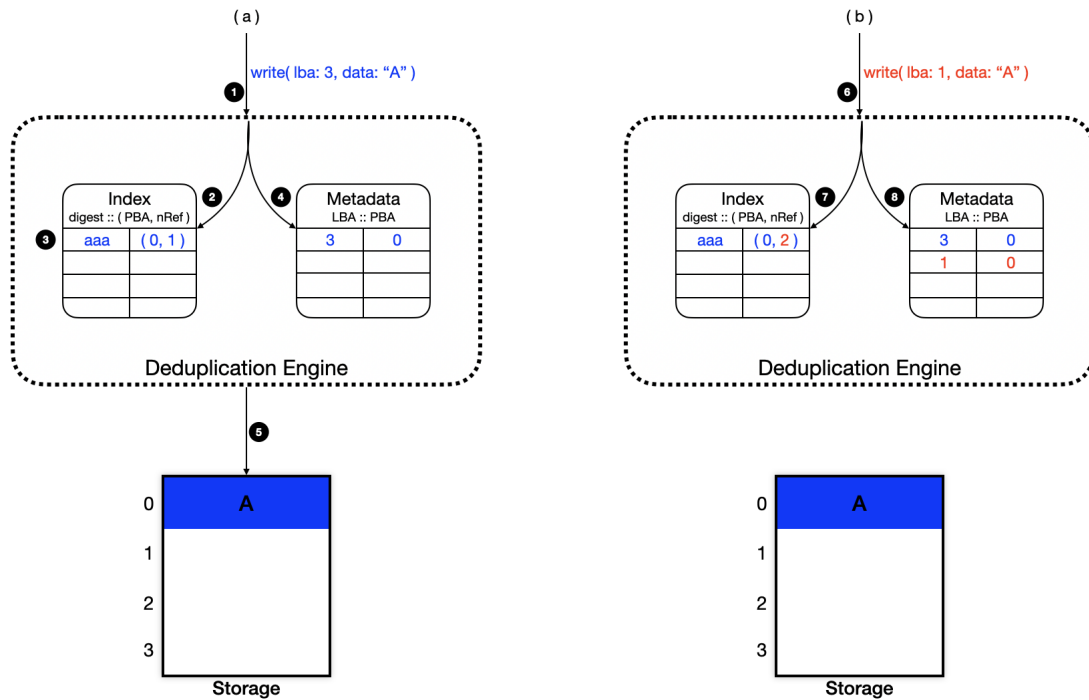 ( a )
write( lba: 3, data: “A” )
1
Index
digest :: ( PBA, nRef )
2
4
Metadata
LBA :: PBA
3
aaa
( 0, 1 )
3
0
Deduplication Engine
5
0
A
1
2
3
Storage
( b )
write( lba: 1, data: “A” )
6
Index
digest :: ( PBA, nRef )
7
8
Metadata
LBA :: PBA
aaa
( 0, 2 )
3
0
1
0
Deduplication Engine
0
A
1
2
3
Storage